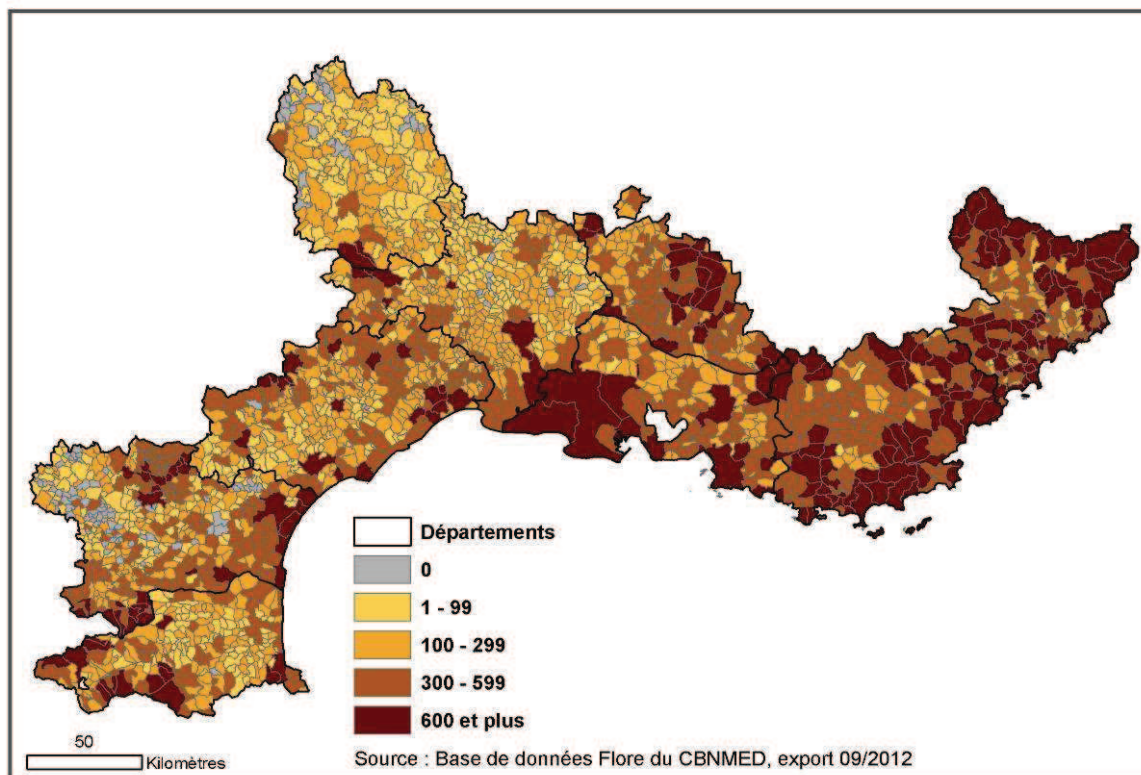 Départements
0
1 - 99
100 - 299
300 - 599
600 et plus
50
Kilomètres
Source : Base de données Flore du CBNMED, export 09/2012